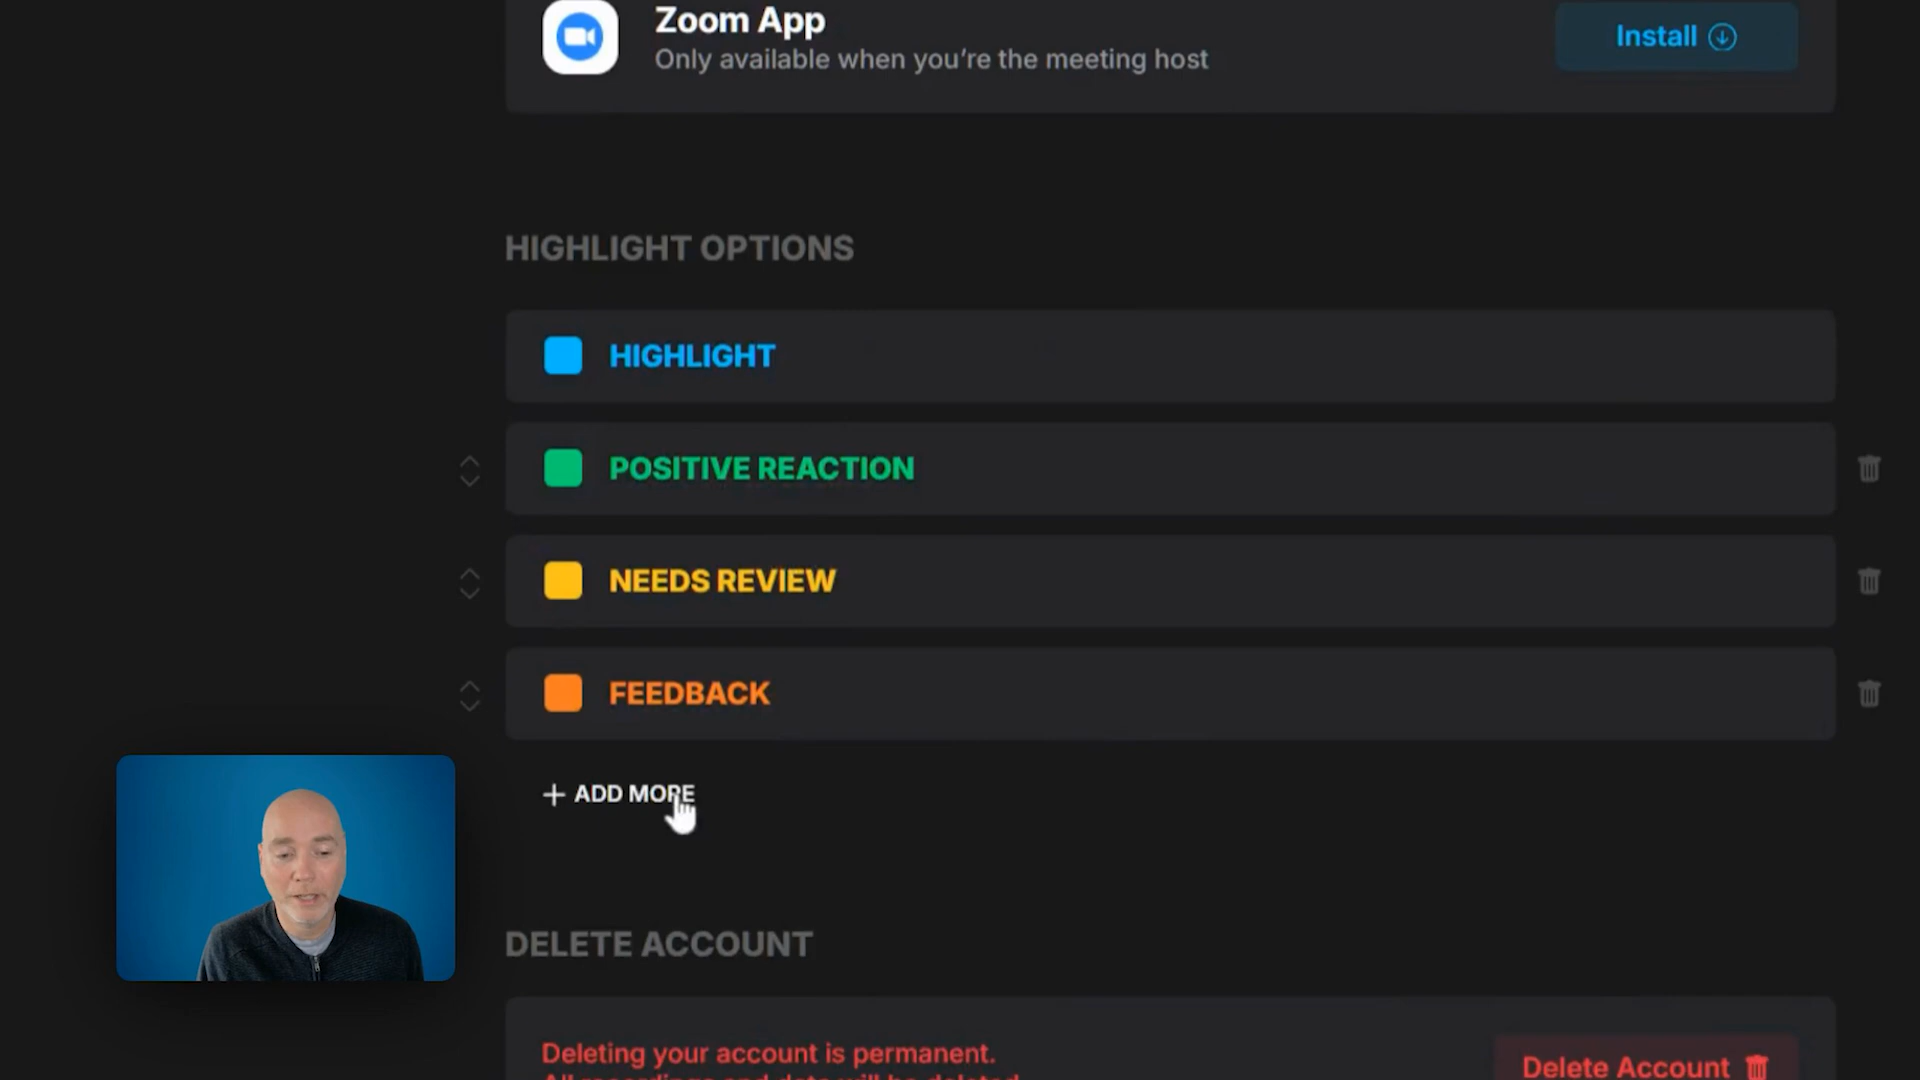 Zoom App
Only available when you're the meeting host
Install
HIGHLIGHT OPTIONS
HIGHLIGHT
POSITIVE REACTION
NEEDS REVIEW
FEEDBACK
+ ADD MORE
DELETE ACCOUNT
Deleting your account is permanent.
Delete Account